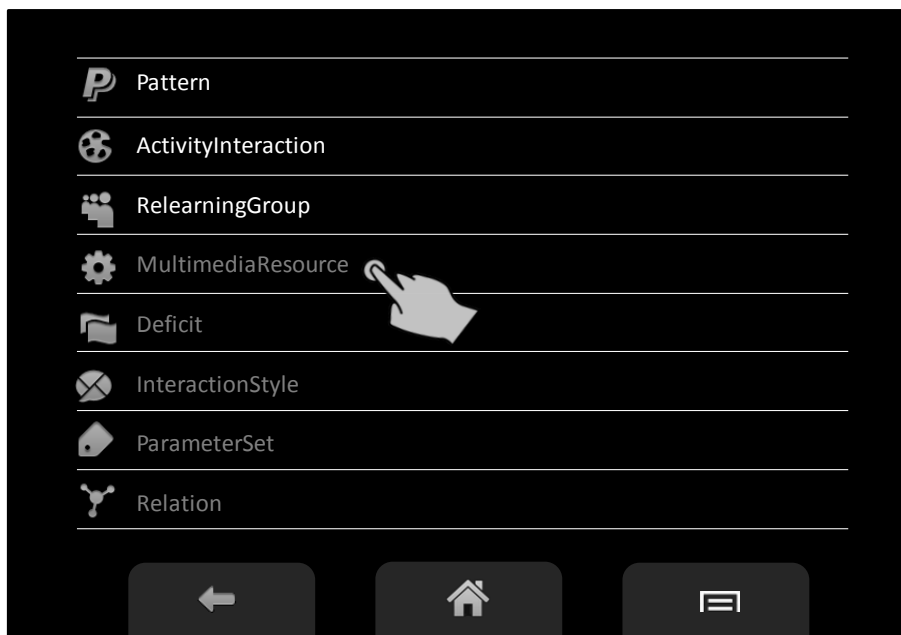 Pattern
ActivityInteraction
RelearningGroup
MultimediaResource
Deficit
InteractionStyle
ParameterSet
Relation